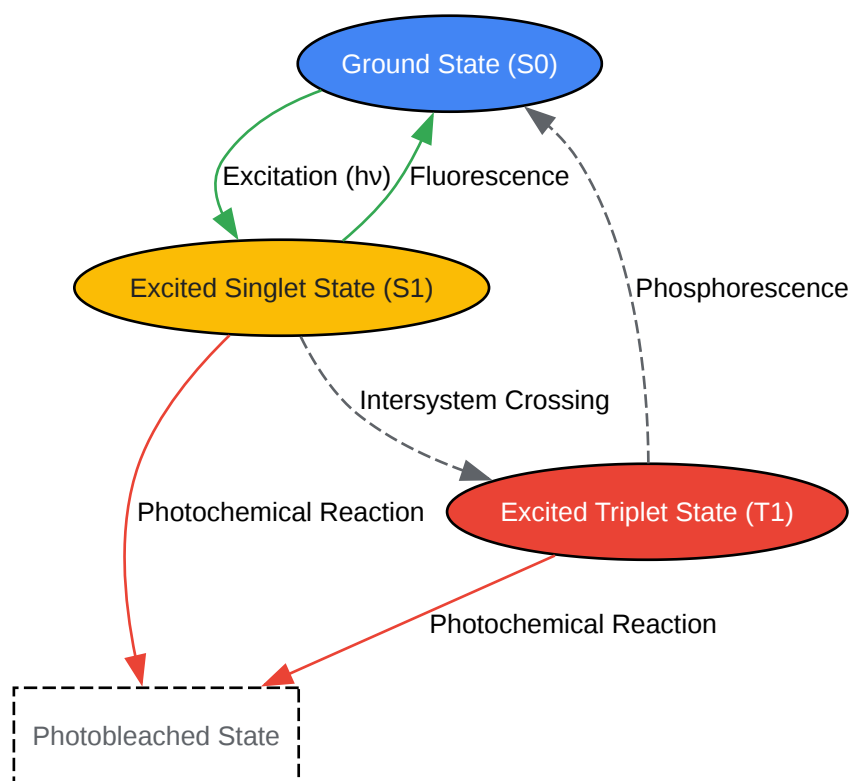 Ground State (S0)
Excitation (hν)
Fluorescence
Excited Singlet State (S1)
Phosphorescence
Intersystem Crossing
Photochemical Reaction
Excited Triplet State (T1)
Photochemical Reaction
Photobleached State